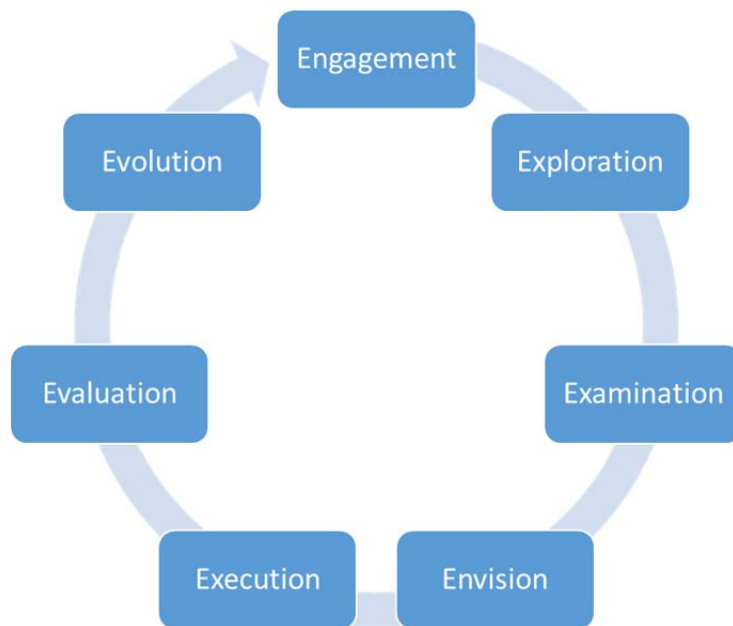 Engagement
Exploration
Examination
Envision
Execution
Evaluation
Evolution